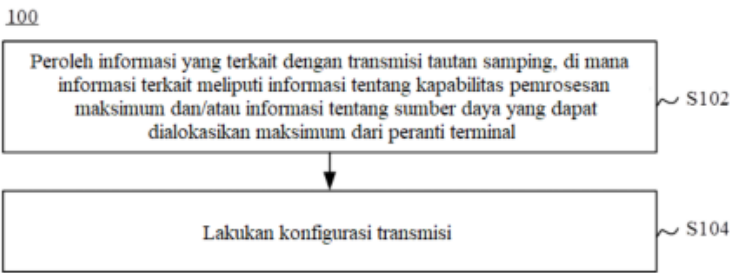 100
Peroleh informasi yang terkait dengan transmisi tautan samping, di mana
informasi terkait meliputi informasi tentang kapabilitas pemrosesan
maksimum dan/atau informasi tentang sumber daya yang dapat
dialokasikan maksimum dari peranti terminal
S102
Lakukan konfigurasi transmisi
S104